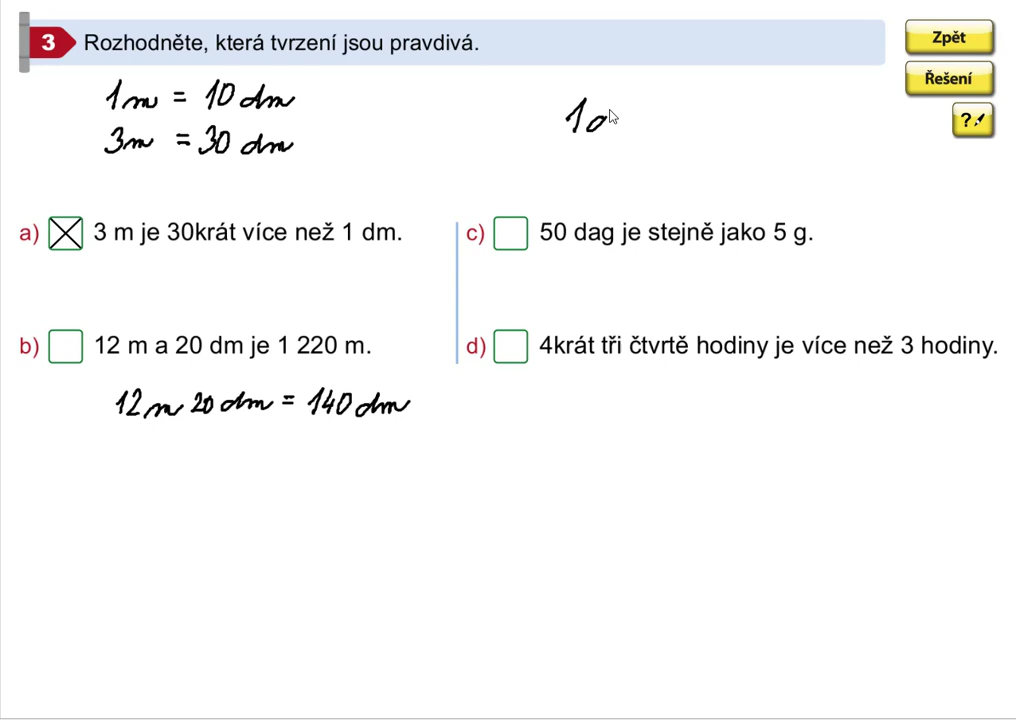 3 Rozhodněte, která tvrzení jsou pravdivá.
Zpět
Řešení
?
1m = 10 dm
3m = 30 dm
1
a) 3 m je 30krát více než 1 dm.
b) 12 m a 20 dm je 1 220 m.
12m 20 dm = 140 dm
c) 50 dag je stejně jako 5 g.
d) 4krát tři čtvrtě hodiny je více než 3 hodiny.